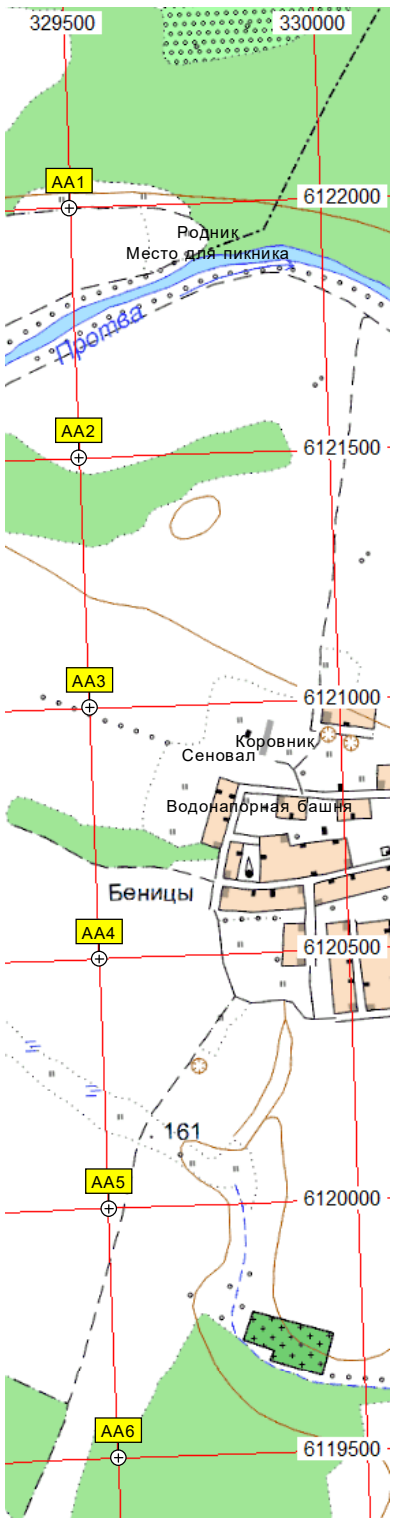 329500 330000
AA1
6122000
Родник
Место для пикника
Протва
AA2
6121500
AA3
6121000
Коровник
Сеновал
Водонапорная башня
Беницы
AA4
6120500
161
AA5
6120000
AA6
6119500